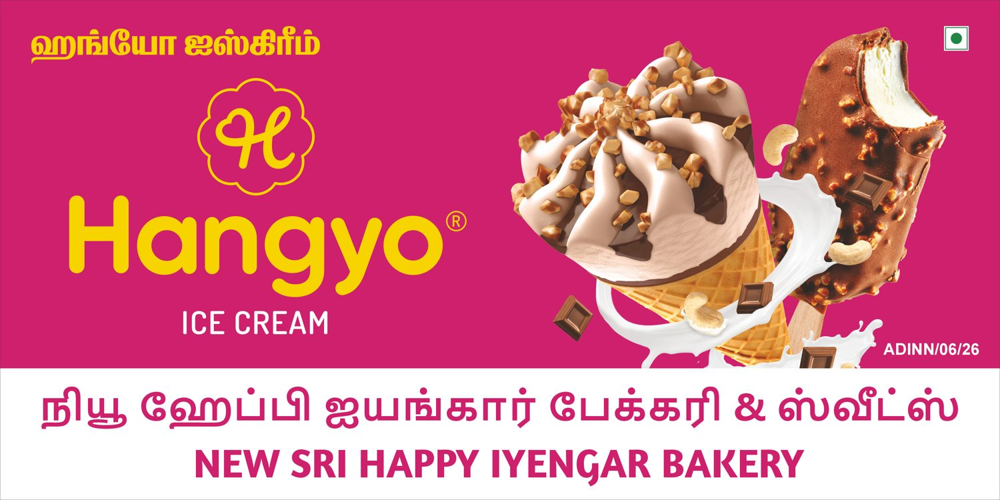 ஹங்யோ ஐஸ்கிரீம்
H
Hangyo®
ICE CREAM
ADINN/06/26
நியூ ஹேப்பி ஐயங்கார் பேக்கரி & ஸ்வீட்ஸ்
NEW SRI HAPPY IYENGAR BAKERY